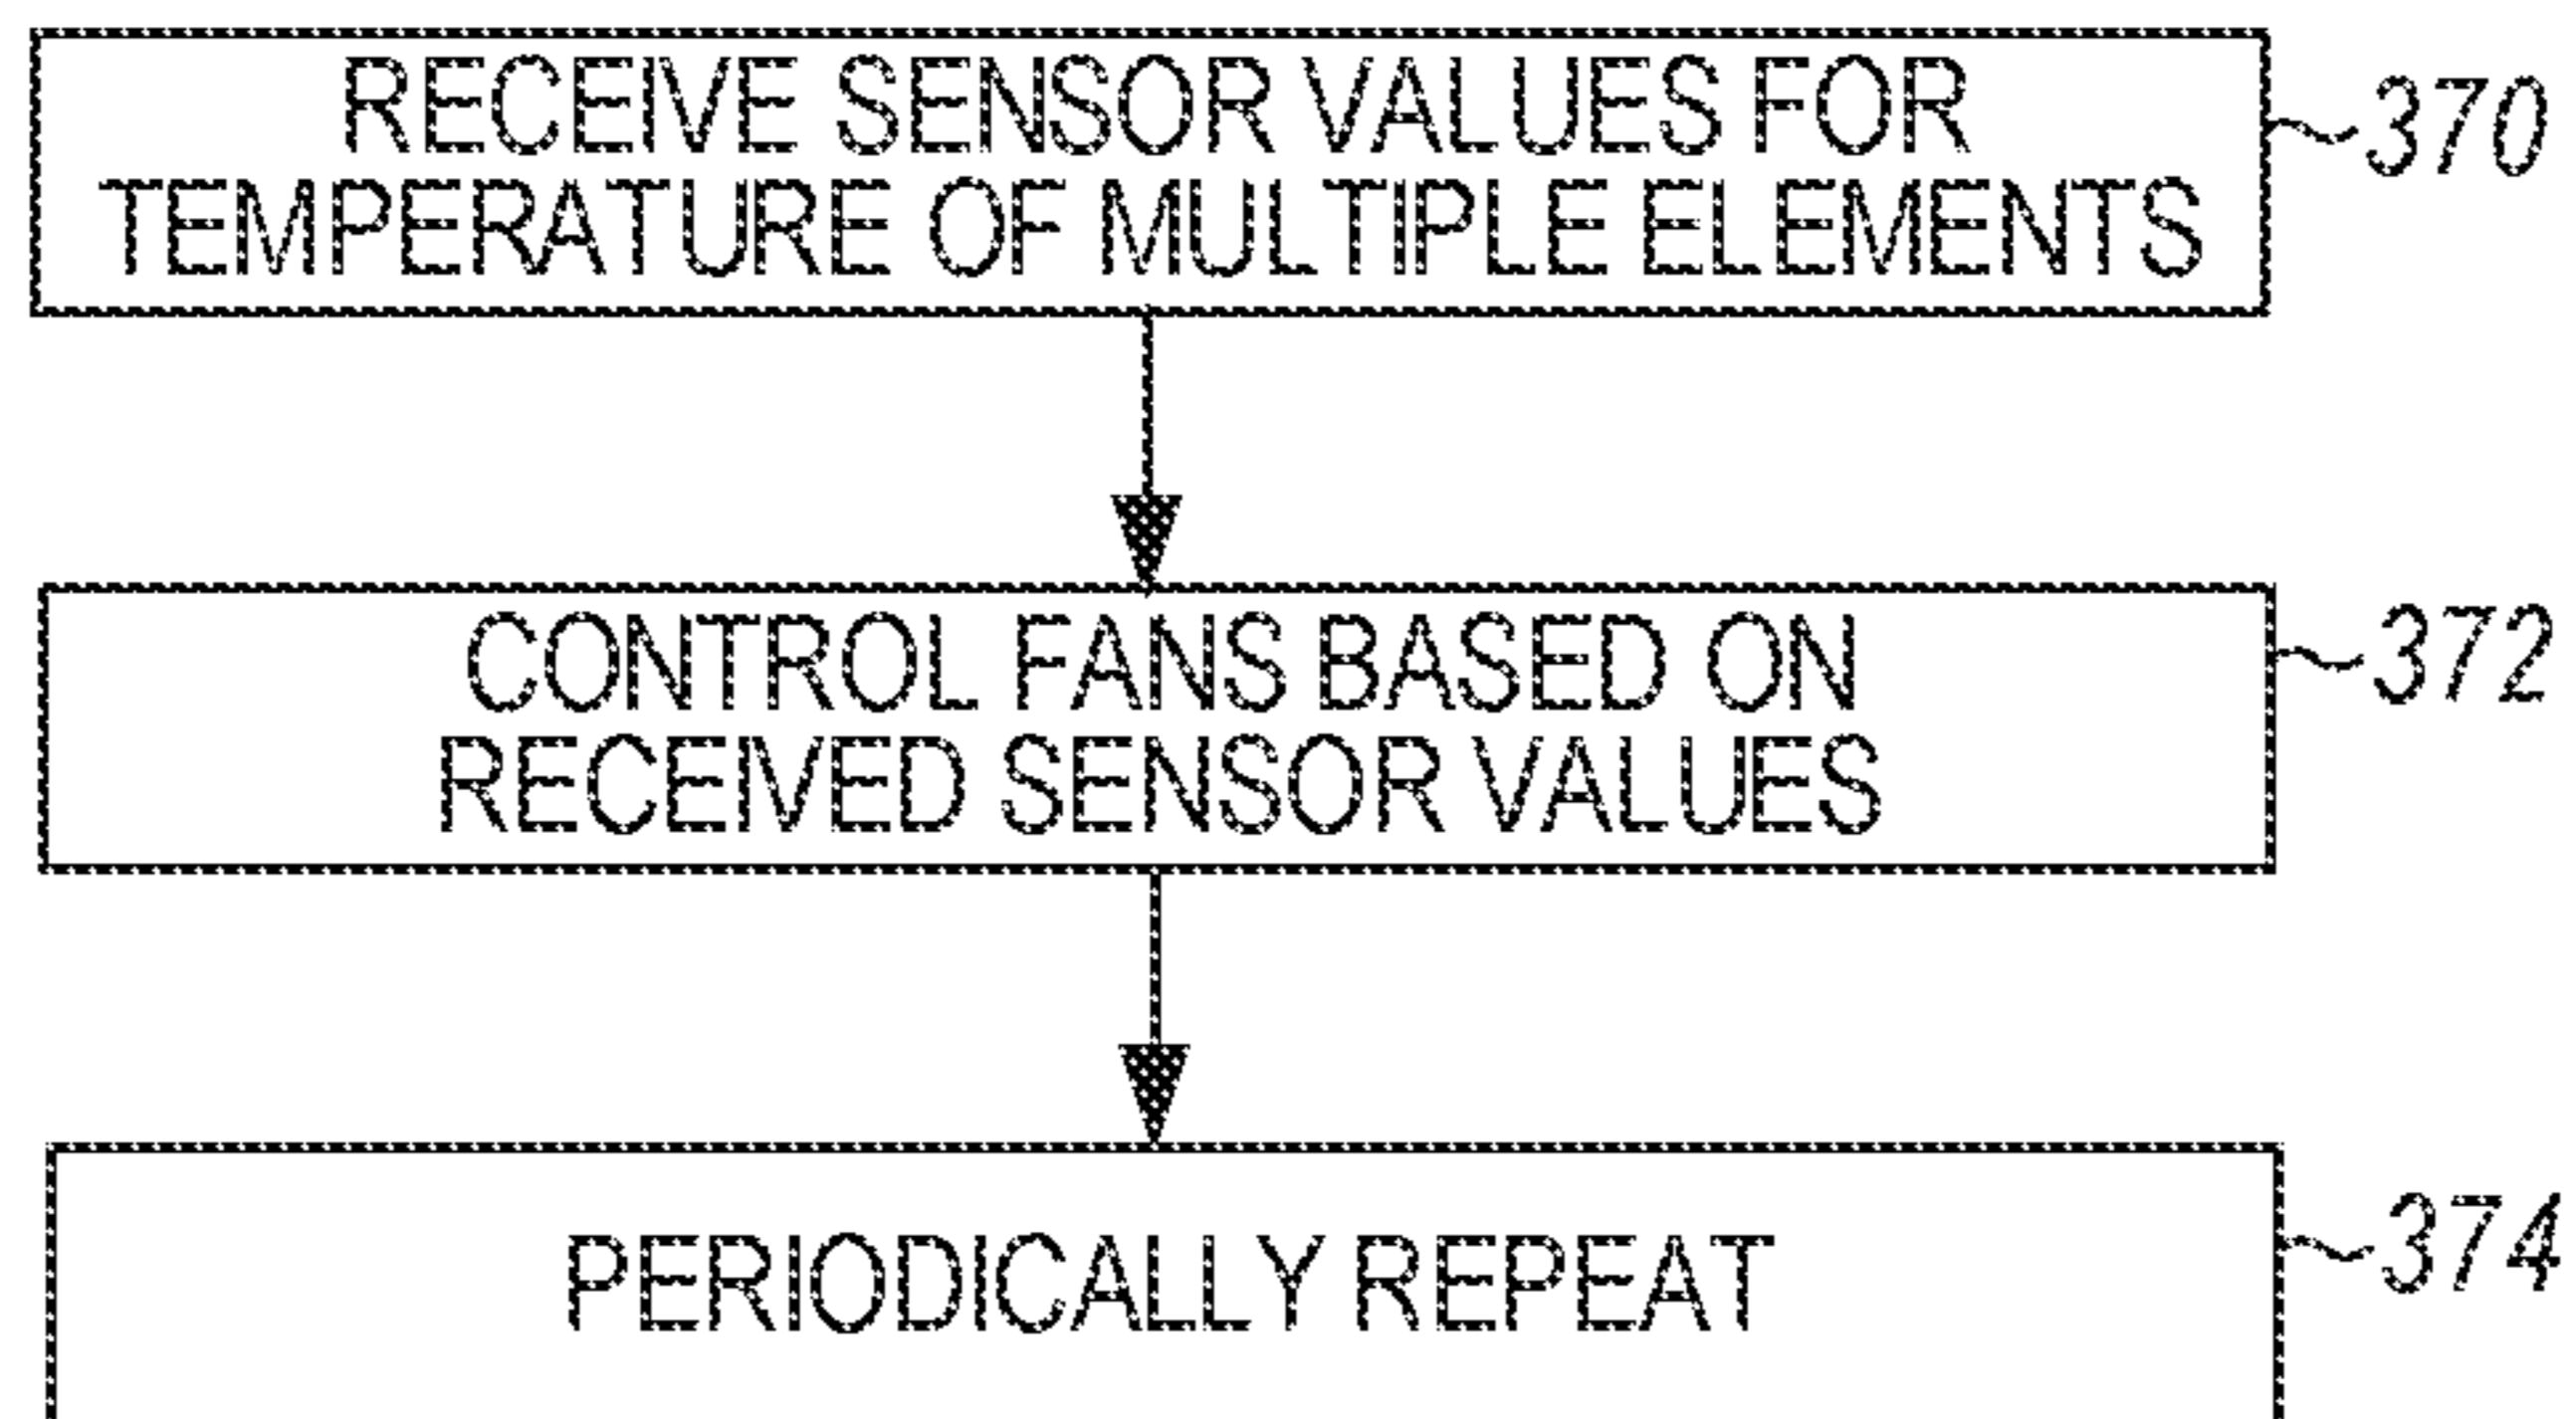 RECEIVE SENSOR VALUES FOR
TEMPERATURE OF MULTIPLE ELEMENTS
370
CONTROL FANS BASED ON
RECEIVED SENSOR VALUES
372
PERIODICALLY REPEAT
374